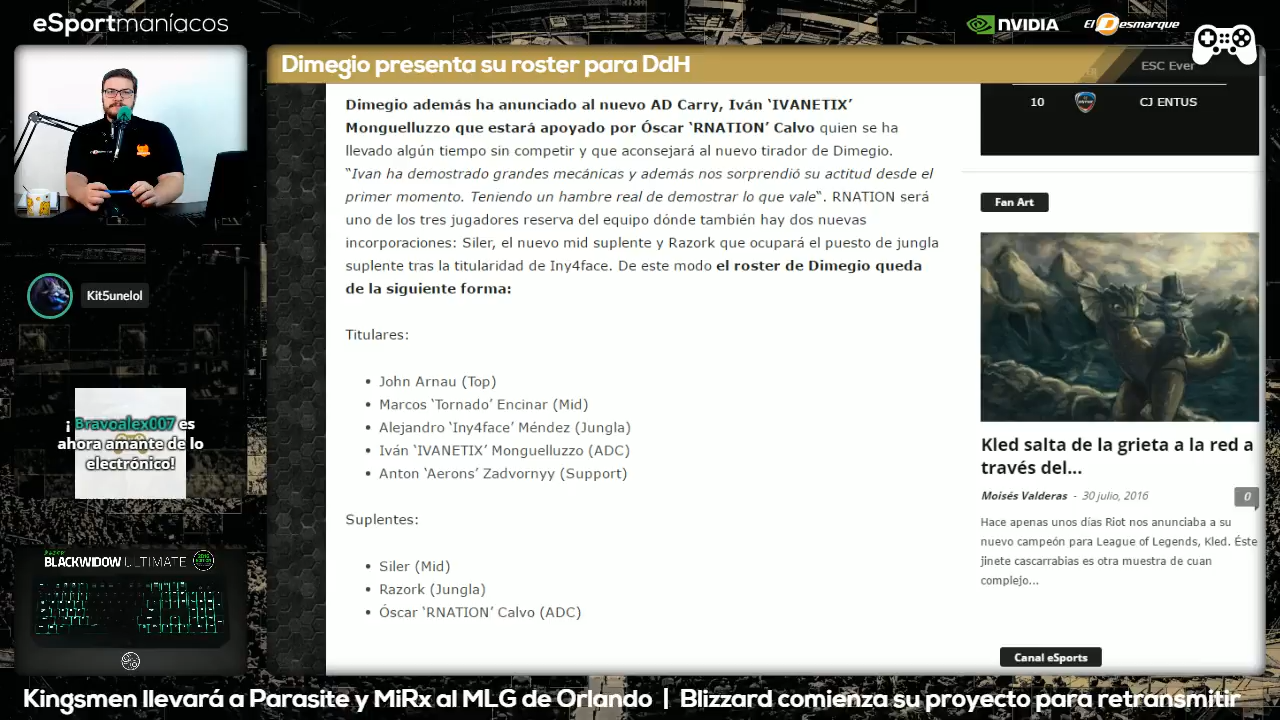 eSportmaníacos
NVIDIA
El Desmarque
Dimegio presenta su roster para DdH
ESC Ever
10 CJ ENTUS
Dimegio además ha anunciado al nuevo AD Carry, Iván ‘IVANETIX’
Monguelluzzo que estará apoyado por Óscar ‘RNATION’ Calvo quien se ha
llevado algún tiempo sin competir y que aconsejará al nuevo tirador de Dimegio.
“Ivan ha demostrado grandes mecánicas y además nos sorprendió su actitud desde el
primer momento. Teniendo un hambre real de demostrar lo que vale“. RNATION será
uno de los tres jugadores reserva del equipo dónde también hay dos nuevas
incorporaciones: Siler, el nuevo mid suplente y Razork que ocupará el puesto de jungla
suplente tras la titularidad de Iny4face. De este modo el roster de Dimegio queda
de la siguiente forma:
Titulares:
John Arnau (Top)
Marcos ‘Tornado’ Encinar (Mid)
Alejandro ‘Iny4face’ Méndez (Jungla)
Iván ‘IVANETIX’ Monguelluzzo (ADC)
Anton ‘Aerons’ Zadvornyy (Support)
Suplentes:
Siler (Mid)
Razork (Jungla)
Óscar ‘RNATION’ Calvo (ADC)
Fan Art
Kled salta de la grieta a la red a
través del...
Moisés Valderas - 30 julio, 2016
0
Hace apenas unos días Riot nos anunciaba a su
nuevo campeón para League of Legends, Kled. Éste
jinete cascarrabias es otra muestra de cuan
complejo...
Canal eSports
Kit5unelol
¡ Bravoalex007 es
ahora amante de lo
electrónico!
RAZER
BLACKWIDOW ULTIMATE
Kingsmen llevará a Parasite y MiRx al MLG de Orlando | Blizzard comienza su proyecto para retransmitir